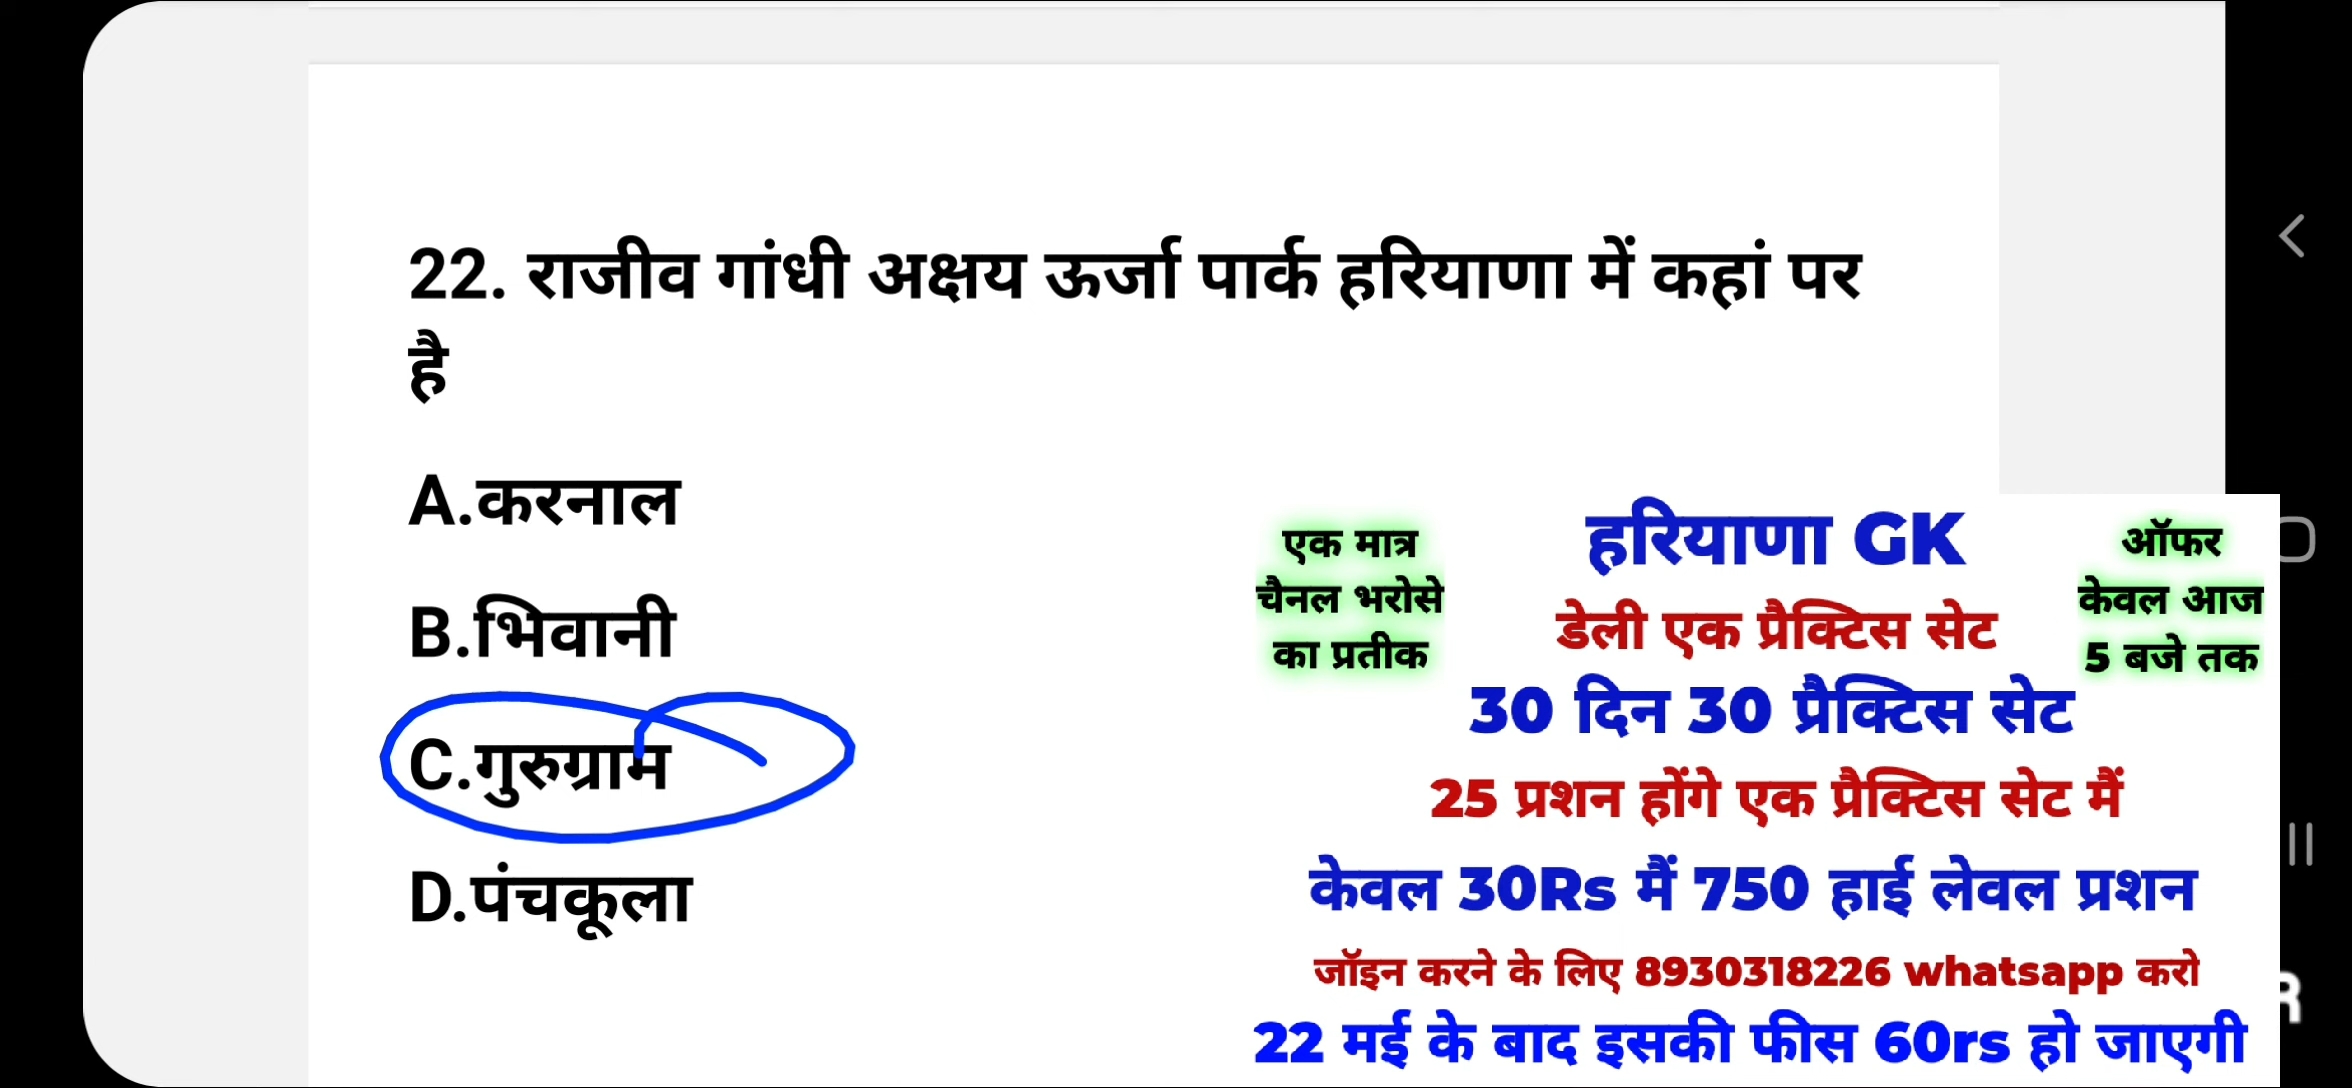 22. राजीव गांधी अक्षय ऊर्जा पार्क हरियाणा में कहां पर
है
A.करनाल
B.भिवानी
C.गुरुग्राम
D.पंचकूला
एक मात्र
चैनल भरोसे
का प्रतीक
हरियाणा GK
डेली एक प्रैक्टिस सेट
30 दिन 30 प्रैक्टिस सेट
25 प्रशन होंगे एक प्रैक्टिस सेट मैं
केवल 30Rs मैं 750 हाई लेवल प्रशन
जॉइन करने के लिए 8930318226 whatsapp करो
22 मई के बाद इसकी फीस 60rs हो जाएगी
ऑफर
केवल आज
5 बजे तक